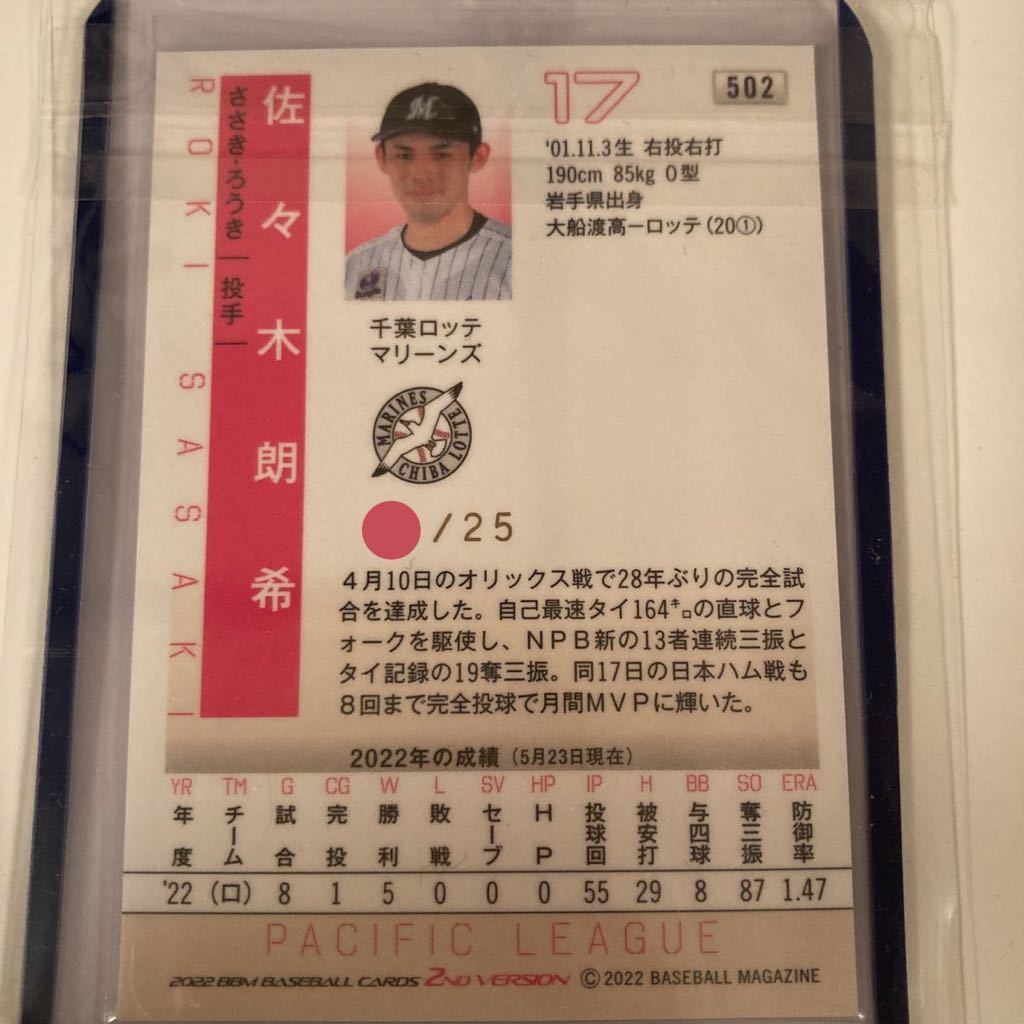 佐々木朗希
ささき・ろうき 投手
ROKI SASAKI
17
502
'01.11.3生 右投右打
190cm 85kg O型
岩手県出身
大船渡高ーロッテ(20①)
M
千葉ロッテ
マリーンズ
MARINES
CHIBA LOTTE
/25
4月10日のオリックス戦で28年ぶりの完全試
合を達成した。自己最速タイ164㌔の直球とフ
ォークを駆使し、NPB新の13者連続三振と
タイ記録の19奪三振。同17日の日本ハム戦も
8回まで完全投球で月間MVPに輝いた。
2022年の成績(5月23日現在)
YR TM G CG W L SV HP IP H BB SO ERA
年度 チーム 試合 完投 勝利 敗戦 セーブ HP 投球回 被安打 与四球 奪三振 防御率
'22 (ロ) 8 1 5 0 0 0 55 29 8 87 1.47
PACIFIC LEAGUE
2022 BBM BASEBALL CARDS 2ND VERSION © 2022 BASEBALL MAGAZINE